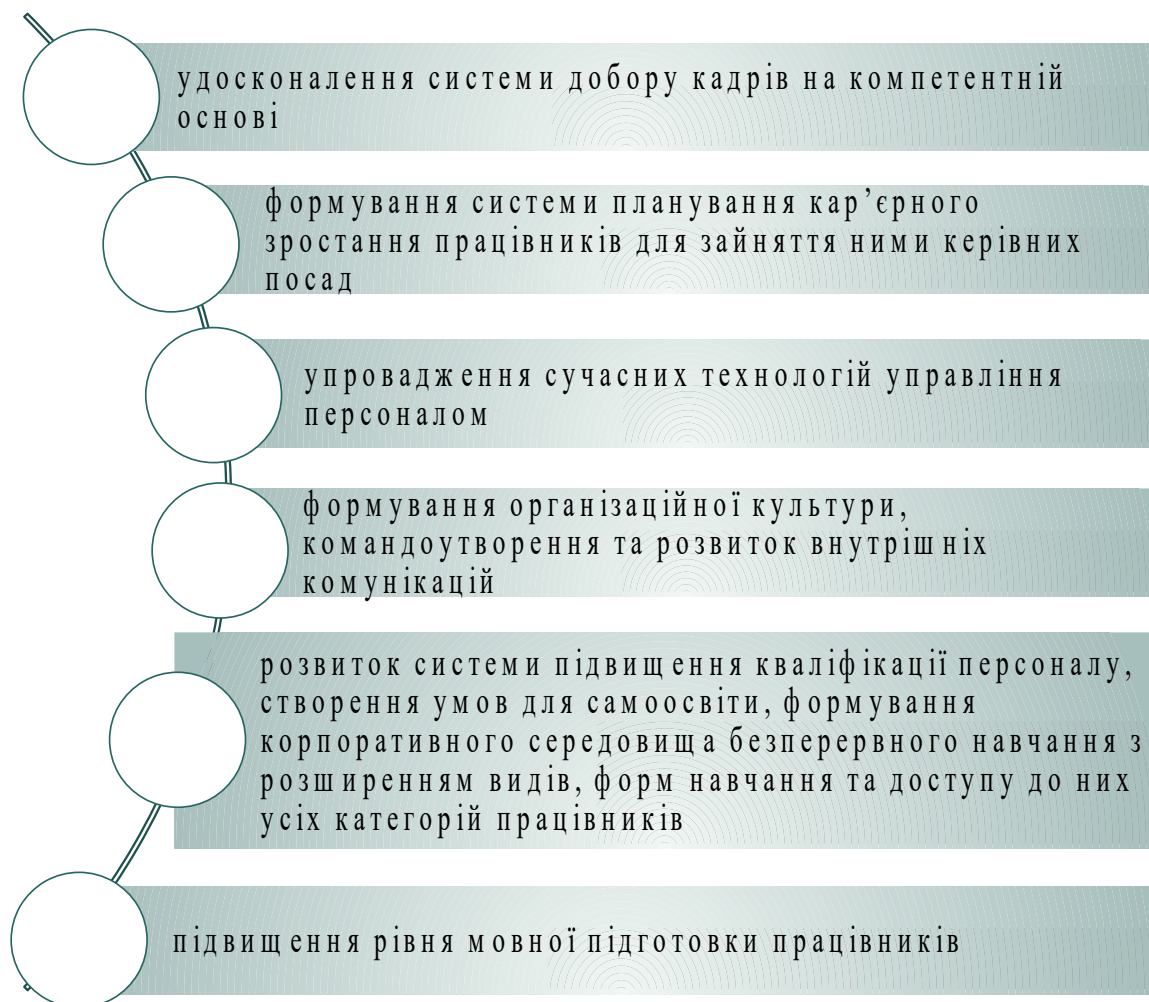 удосконалення системи добору кадрів на компетентній
основі
формування системи планування кар’єрного
зростання працівників для зайняття ними керівних
посад
упровадження сучасних технологій управління
персоналом
формування організаційної культури,
командоутворення та розвиток внутрішніх
комунікацій
розвиток системи підвищення кваліфікації персоналу,
створення умов для самоосвіти, формування
корпоративного середовища безперервного навчання з
розширенням видів, форм навчання та доступу до них
усіх категорій працівників
підвищення рівня мовної підготовки працівників